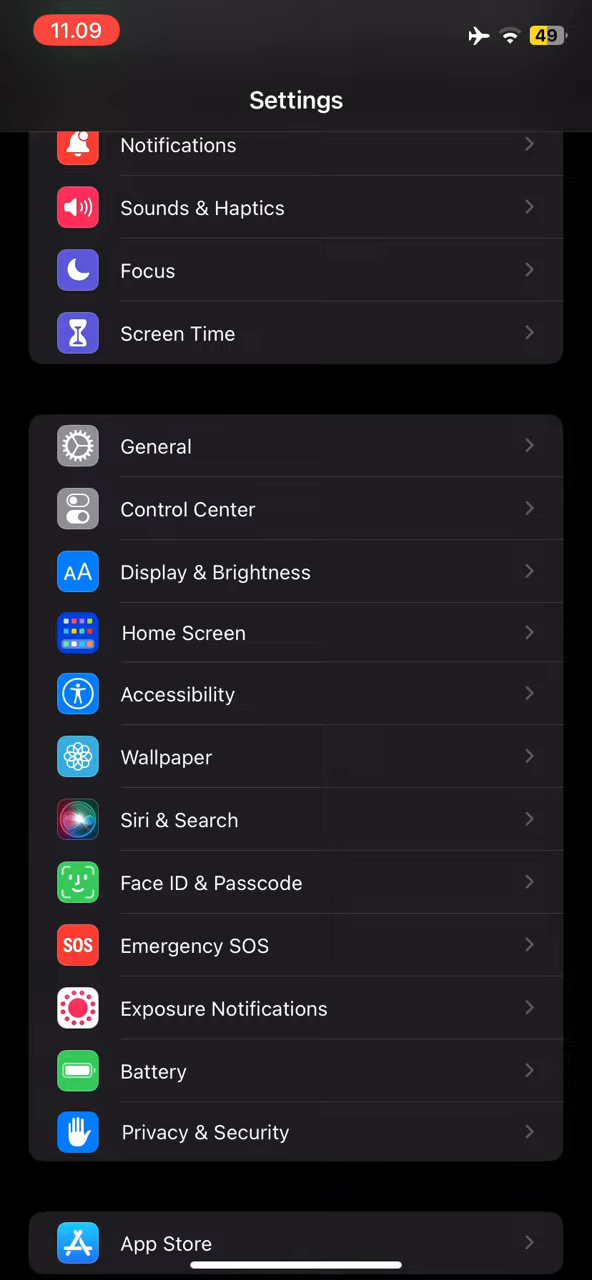 11.09
49
Settings
Notifications
Sounds & Haptics
Focus
Screen Time
General
Control Center
AA
Display & Brightness
Home Screen
Accessibility
Wallpaper
Siri & Search
Face ID & Passcode
SOS
Emergency SOS
Exposure Notifications
Battery
Privacy & Security
App Store